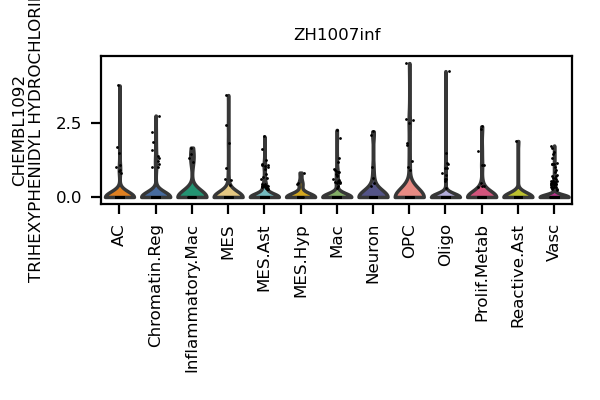 ZH1007inf
CHEMBL1092
TRIHEXYPHENIDYL
2.5
0.0
AC
Chromatin.Reg
Inflammatory.Mac
MES
MES.Ast
MES.Hyp
Mac
Neuron
OPC
Oligo
Prolif.Metab
Reactive.Ast
Vasc